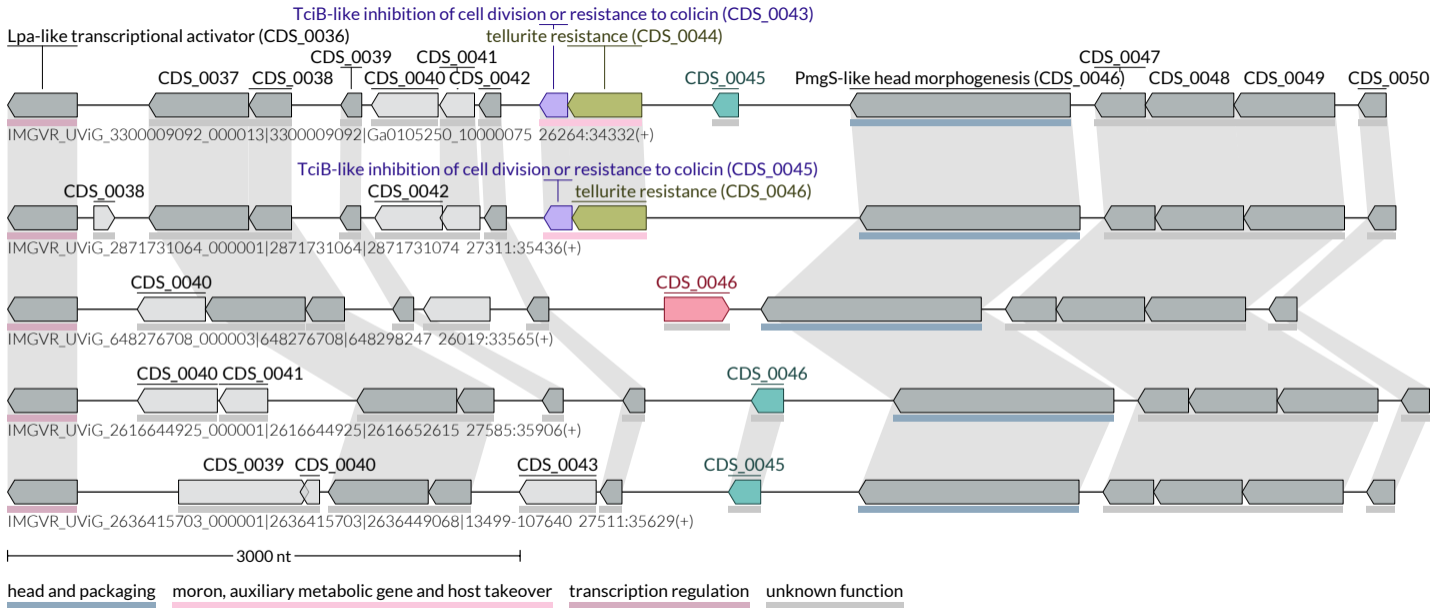 TciB-like inhibition of cell division or resistance to colicin (CDS_0043)
Lpa-like transcriptional activator (CDS_0036) tellurite resistance (CDS_0044)
CDS_0039 CDS_0041 CDS_0047
CDS_0037 CDS_0038 CDS_0040 CDS_0042 CDS_0045 PmgS-like head morphogenesis (CDS_0046) CDS_0048 CDS_0049 CDS_0050
IMGVR_UViG_3300009092_000013|3300009092|Ga0105250_10000075 26264:34332(+)
TciB-like inhibition of cell division or resistance to colicin (CDS_0045)
CDS_0038 CDS_0042 tellurite resistance (CDS_0046)
IMGVR_UViG_2871731064_000001|2871731064|2871731074 27311:35436(+)
CDS_0040 CDS_0046
IMGVR_UViG_648276708_000003|648276708|648298247 26019:33565(+)
CDS_0040 CDS_0041 CDS_0046
IMGVR_UViG_2616644925_000001|2616644925|2616652615 27585:35906(+)
CDS_0039 CDS_0040 CDS_0043 CDS_0045
IMGVR_UViG_2636415703_000001|2636415703|2636449068|13499-107640 27511:35629(+)
3000 nt
head and packaging moron, auxiliary metabolic gene and host takeover transcription regulation unknown function